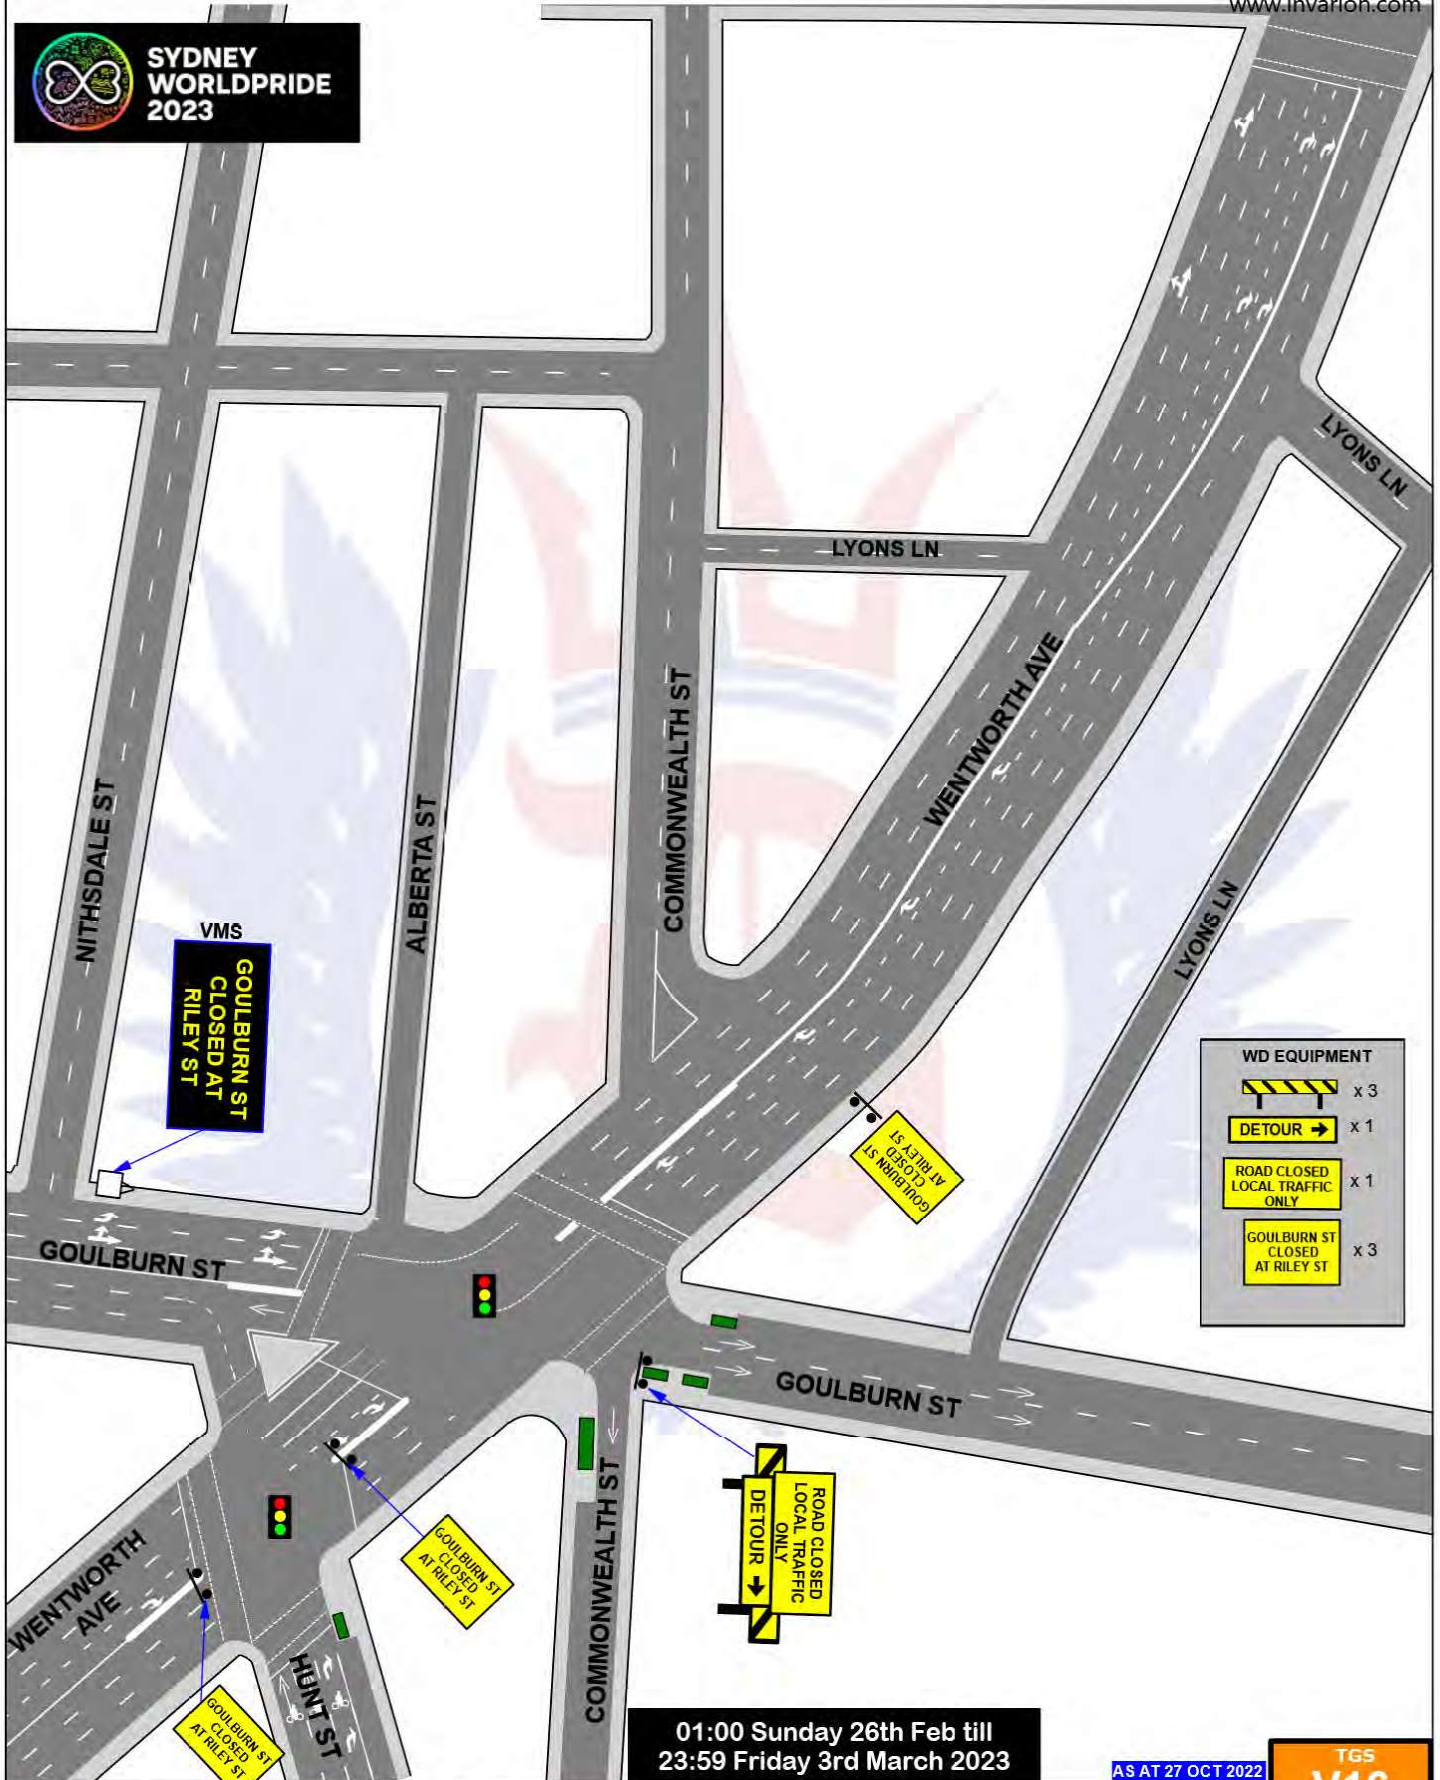 www.invarion.com
SYDNEY
WORLDPRIDE
2023
LYONS LN
LYONS LN
WENTWORTH AVE
COMMONWEALTH ST
NITHSDALE ST
ALBERTA ST
LYONS LN
VMS
GOULBURN ST
CLOSED AT
RILEY ST
WD EQUIPMENT
x 3
DETOUR
x 1
ROAD CLOSED
LOCAL TRAFFIC
ONLY
x 1
GOULBURN ST
CLOSED
AT RILEY ST
x 3
GOULBURN ST
CLOSED
AT RILEY ST
GOULBURN ST
GOULBURN ST
ROAD CLOSED
LOCAL TRAFFIC
ONLY
DETOUR
COMMONWEALTH ST
GOULBURN ST
CLOSED
AT RILEY ST
WENTWORTH
AVE
HUNT ST
GOULBURN ST
CLOSED
AT RILEY ST
01:00 Sunday 26th Feb till
23:59 Friday 3rd March 2023
AS AT 27 OCT 2022
TGS